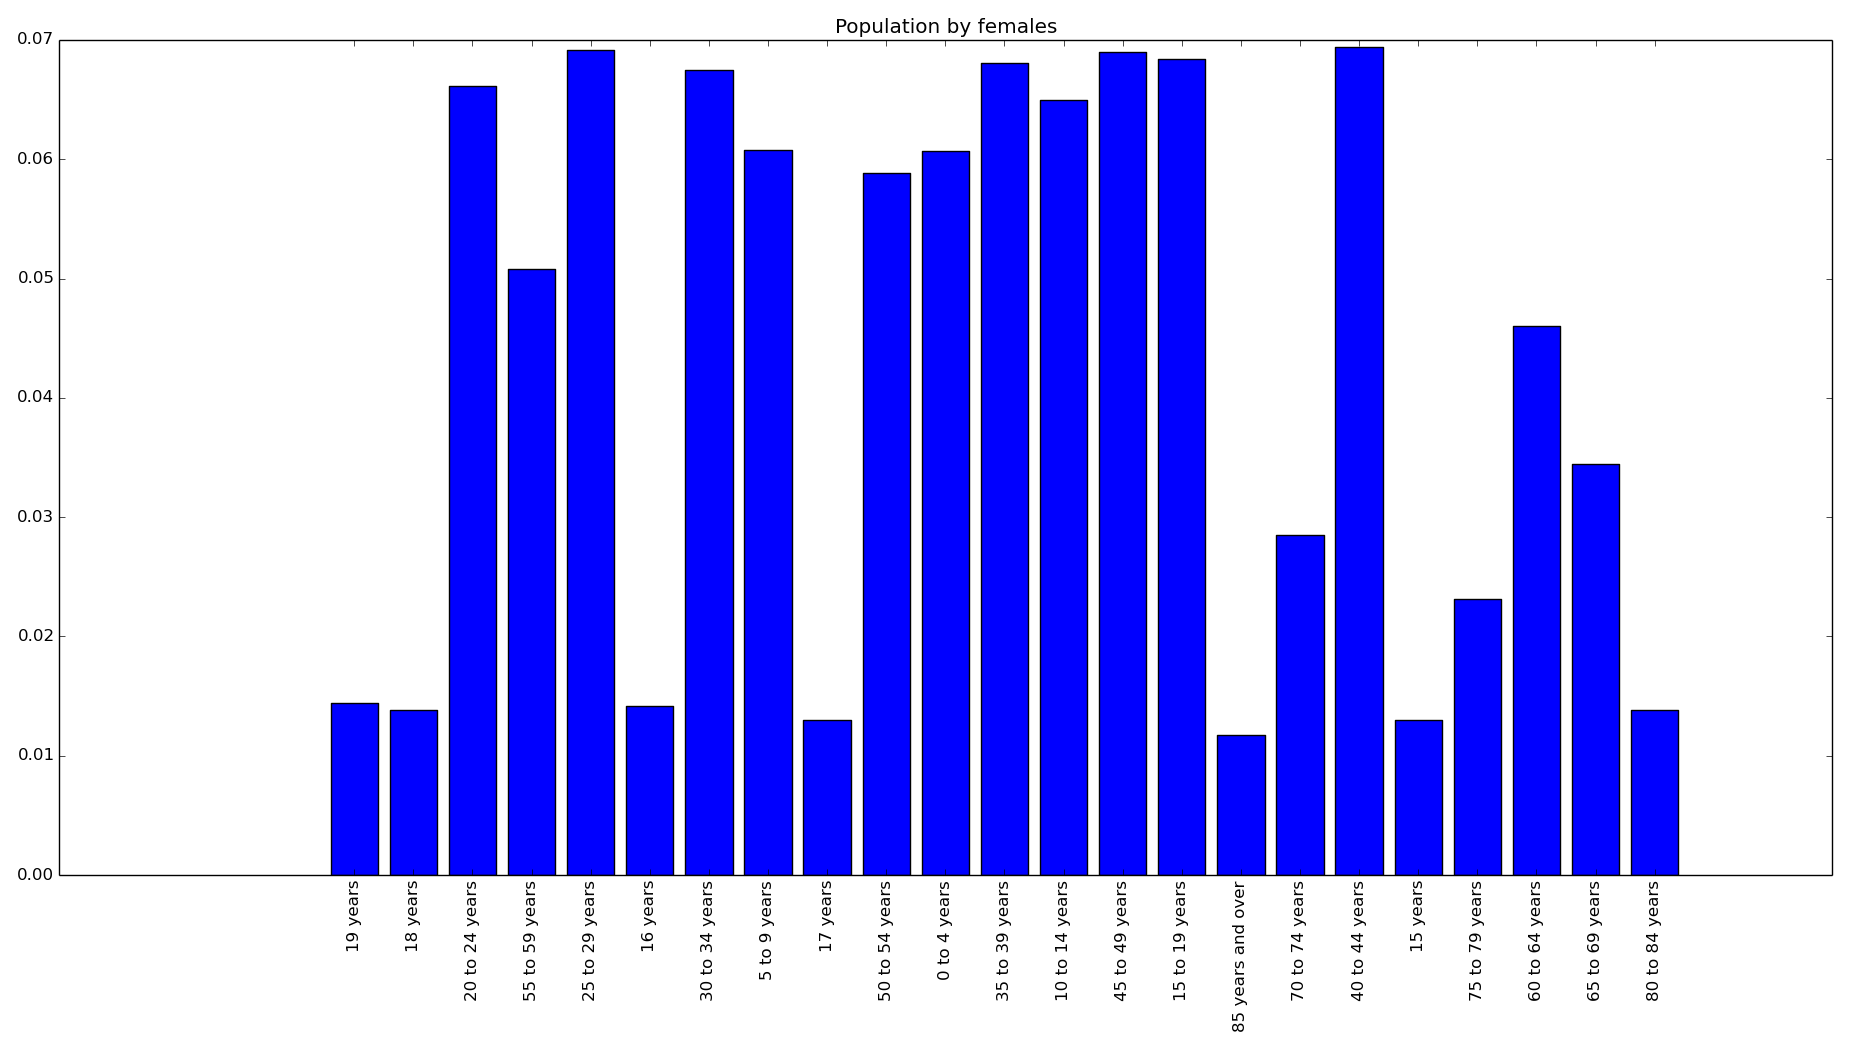 Population by females
0.07
0.06
0.05
0.04
0.03
0.02
0.01
0.00
19 years
18 years
20 to 24 years
55 to 59 years
25 to 29 years
16 years
30 to 34 years
5 to 9 years
17 years
50 to 54 years
0 to 4 years
35 to 39 years
10 to 14 years
45 to 49 years
15 to 19 years
85 years and over
70 to 74 years
40 to 44 years
15 years
75 to 79 years
60 to 64 years
65 to 69 years
80 to 84 years